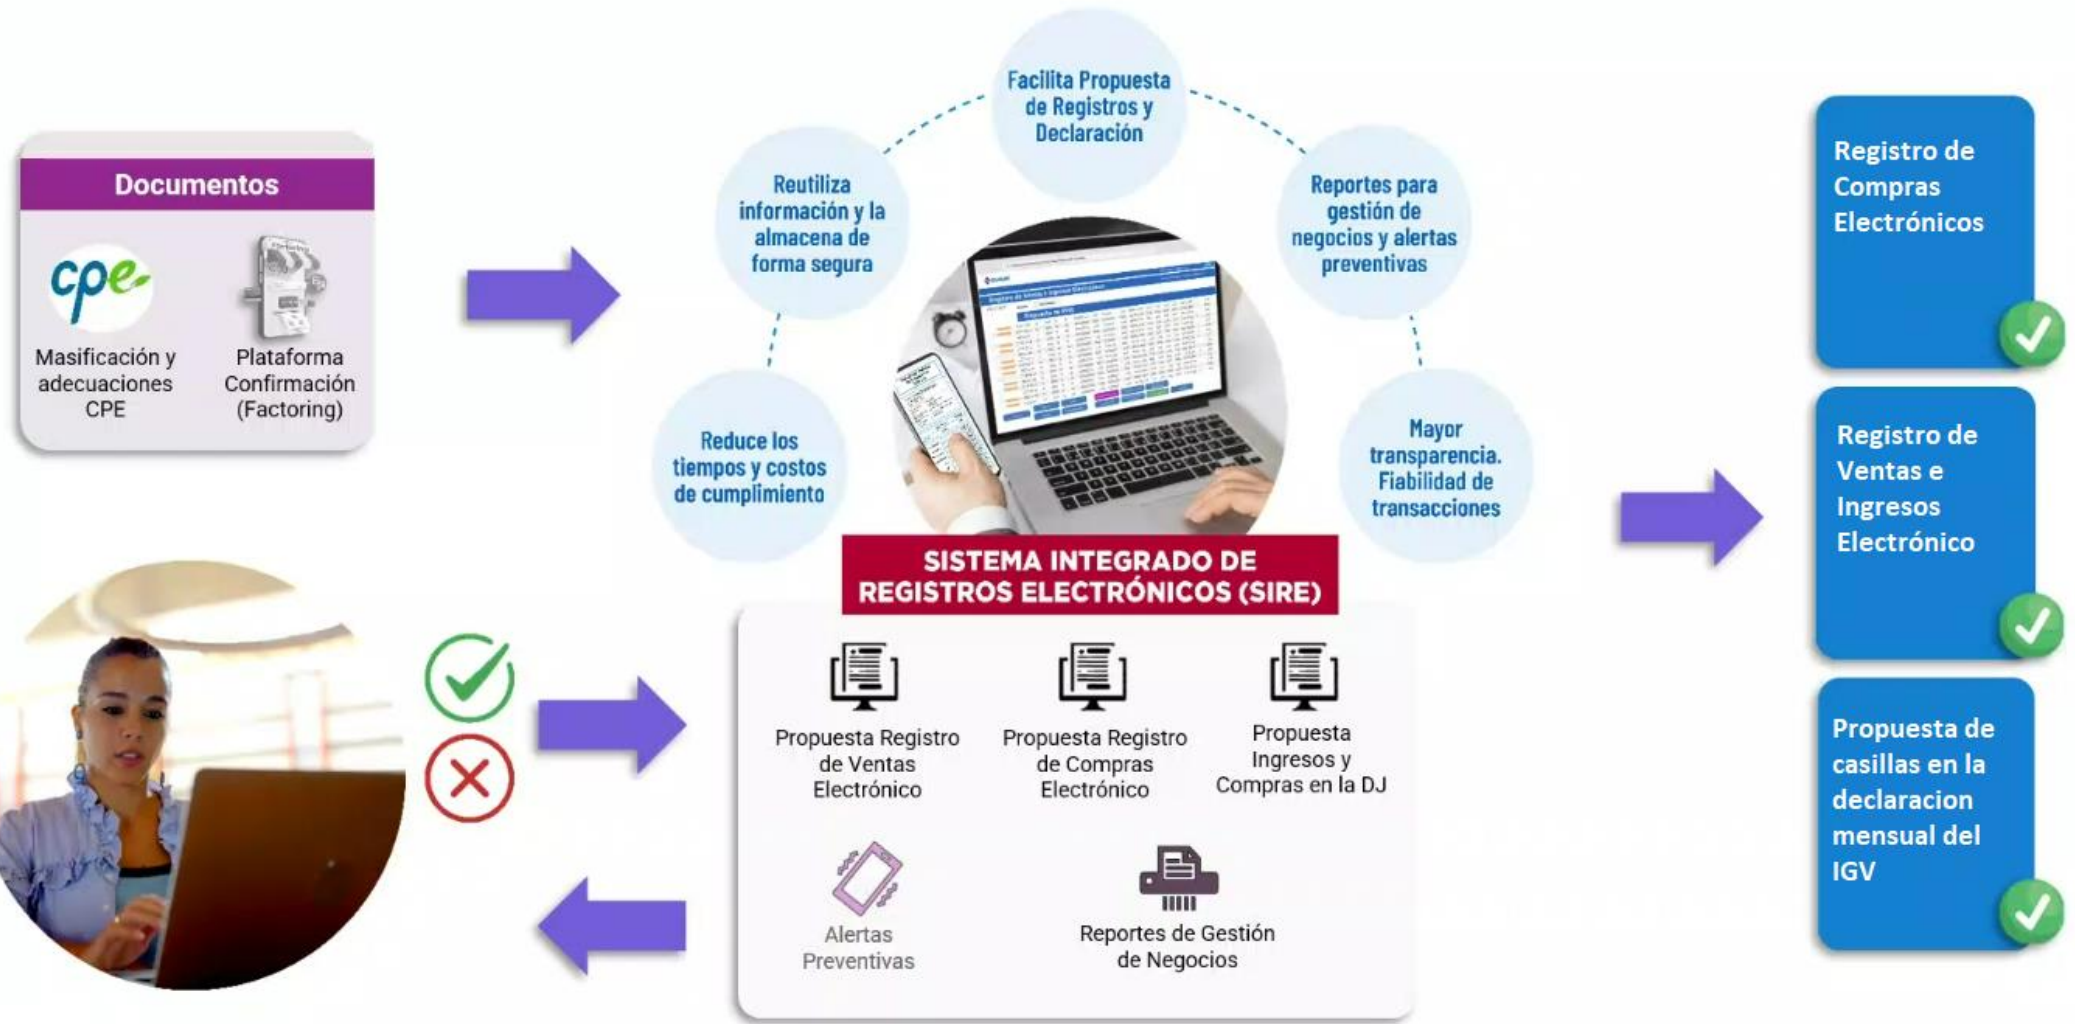 Documentos
cpe
Masificación y
adecuaciones
CPE
Plataforma
Confirmación
(Factoring)
Reduce los
tiempos y costos
de cumplimiento
Reutiliza
información y la
almacena de
forma segura
Facilita Propuesta
de Registros y
Declaración
Reportes para
gestión de
negocios y alertas
preventivas
Mayor
transparencia.
Fiabilidad de
transacciones
SISTEMA INTEGRADO DE
REGISTROS ELECTRÓNICOS (SIRE)
Propuesta Registro
de Ventas
Electrónico
Propuesta Registro
de Compras
Electrónico
Propuesta
Ingresos y
Compras en la DJ
Alertas
Preventivas
Reportes de Gestión
de Negocios
Registro de
Compras
Electrónicos
Registro de
Ventas e
Ingresos
Electrónico
Propuesta de
casillas en la
declaracion
mensual del
IGV